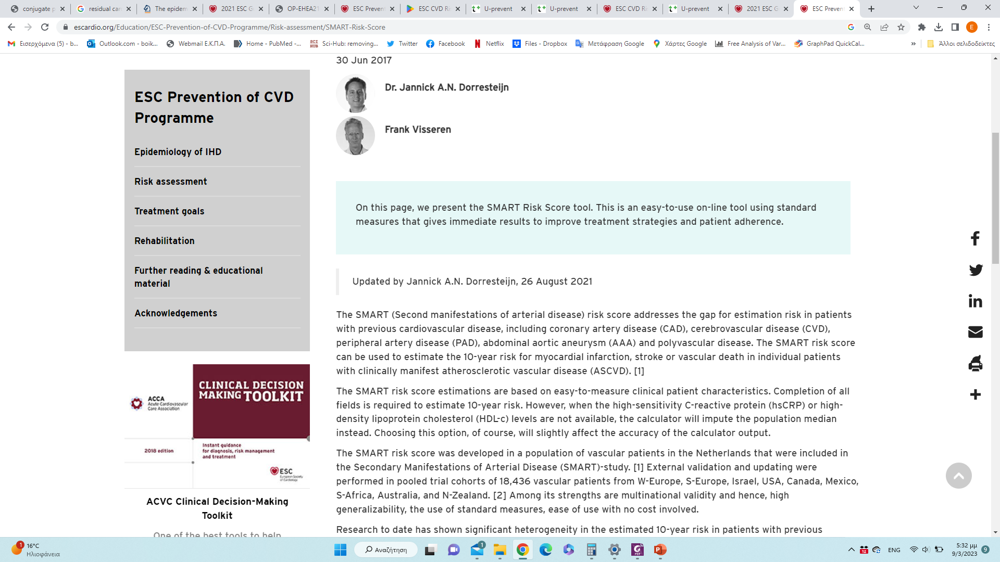 conjugate p
residual car
The epidem
2021 ESC G
OP-EHEA21
ESC Preven
ESC CVD Ri
U-prevent
U-prevent
ESC CVD Ri
U-prevent
2021 ESC G
ESC Preven
escardio.org/Education/ESC-Prevention-of-CVD-Programme/Risk-assessment/SMART-Risk-Score
E
Εισερχόμενα (5) - b...
Outlook.com - boik...
Webmail Ε.Κ.Π.Α.
Home - PubMed -...
SCI HUB
Sci-Hub: removing...
Twitter
Facebook
Netflix
Files - Dropbox
Μετάφραση Google
Χάρτες Google
Free Analysis of Var...
GraphPad QuickCal...
»
Άλλοι σελιδοδείκτες
ESC Prevention of CVD
Programme
Epidemiology of IHD
Risk assessment
Treatment goals
Rehabilitation
Further reading & educational
material
Acknowledgements
ACCA
Acute Cardiovascular
Care Association
CLINICAL DECISION
MAKING TOOLKIT
2018 edition
Instant guidance
for diagnosis, risk management
and treatment
ESC
European Society
of Cardiology
ACVC Clinical Decision-Making
Toolkit
One of the best tools to help
30 Jun 2017
Dr. Jannick A.N. Dorresteijn
Frank Visseren
On this page, we present the SMART Risk Score tool. This is an easy-to-use on-line tool using standard
measures that gives immediate results to improve treatment strategies and patient adherence.
Updated by Jannick A.N. Dorresteijn, 26 August 2021
The SMART (Second manifestations of arterial disease) risk score addresses the gap for estimation risk in patients
with previous cardiovascular disease, including coronary artery disease (CAD), cerebrovascular disease (CVD),
peripheral artery disease (PAD), abdominal aortic aneurysm (AAA) and polyvascular disease. The SMART risk score
can be used to estimate the 10-year risk for myocardial infarction, stroke or vascular death in individual patients
with clinically manifest atherosclerotic vascular disease (ASCVD). [1]
The SMART risk score estimations are based on easy-to-measure clinical patient characteristics. Completion of all
fields is required to estimate 10-year risk. However, when the high-sensitivity C-reactive protein (hsCRP) or high-
density lipoprotein cholesterol (HDL-c) levels are not available, the calculator will impute the population median
instead. Choosing this option, of course, will slightly affect the accuracy of the calculator output.
The SMART risk score was developed in a population of vascular patients in the Netherlands that were included in
the Secondary Manifestations of Arterial Disease (SMART)-study. [1] External validation and updating were
performed in pooled trial cohorts of 18,436 vascular patients from W-Europe, S-Europe, Israel, USA, Canada, Mexico,
S-Africa, Australia, and N-Zealand. [2] Among its strengths are multinational validity and hence, high
generalizability, the use of standard measures, ease of use with no cost involved.
Research to date has shown significant heterogeneity in the estimated 10-year risk in patients with previous
1
16°C
Ηλιοφάνεια
Αναζήτηση
1
PDF
P
12
ENG
5:32 μμ
9/3/2023
9